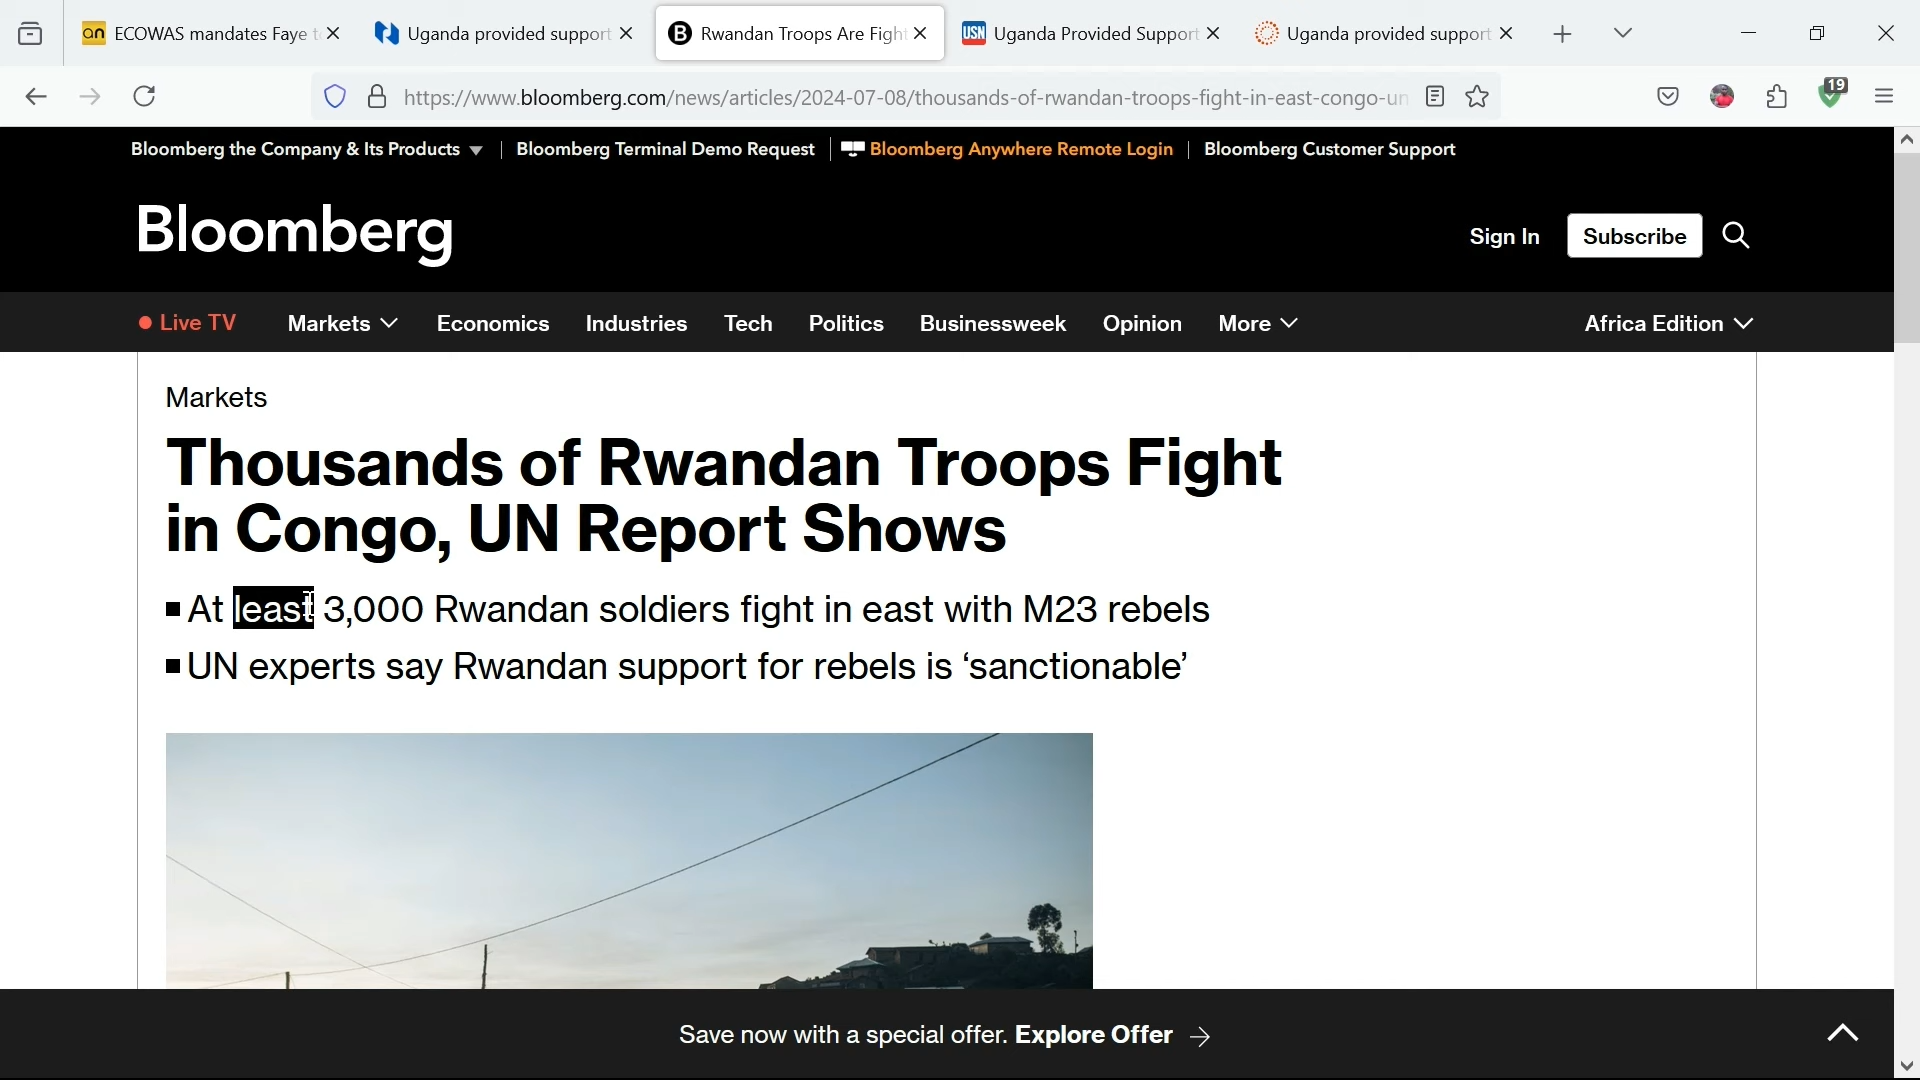 ECOWAS mandates Faye t
Uganda provided support
Rwandan Troops Are Fight
Uganda Provided Support
Uganda provided support
https://www.bloomberg.com/news/articles/2024-07-08/thousands-of-rwandan-troops-fight-in-east-congo-un
19
Bloomberg the Company & Its Products
Bloomberg Terminal Demo Request
Bloomberg Anywhere Remote Login
Bloomberg Customer Support
Bloomberg
Sign In
Subscribe
Live TV
Markets
Economics
Industries
Tech
Politics
Businessweek
Opinion
More
Africa Edition
Markets
Thousands of Rwandan Troops Fight
in Congo, UN Report Shows
At least 3,000 Rwandan soldiers fight in east with M23 rebels
UN experts say Rwandan support for rebels is ‘sanctionable’
Save now with a special offer. Explore Offer